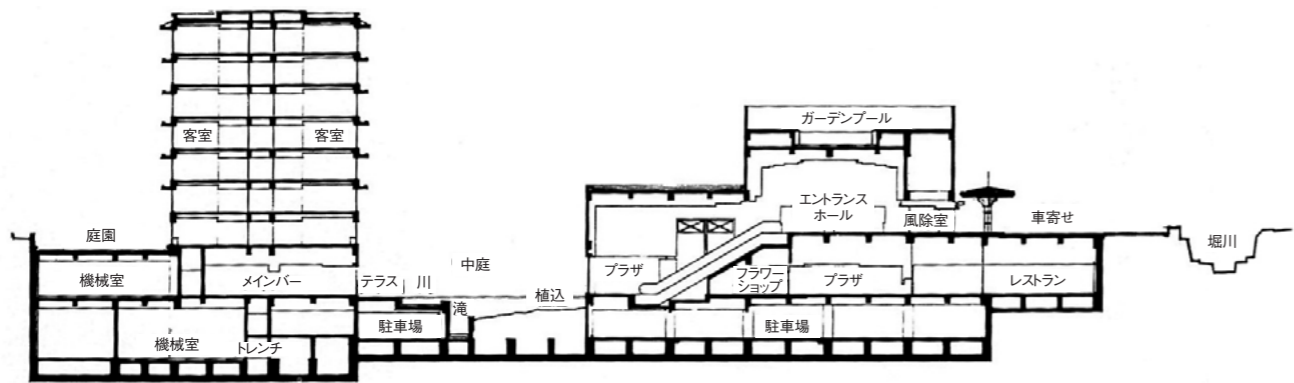 ガーデンプール
客室
客室
エントランス
ホール
風除室
車寄せ
庭園
堀川
中庭
機械室
メインバー
テラス
川
プラザ
フラワー
ショップ
プラザ
レストラン
植込
滝
駐車場
駐車場
機械室
トレンチ